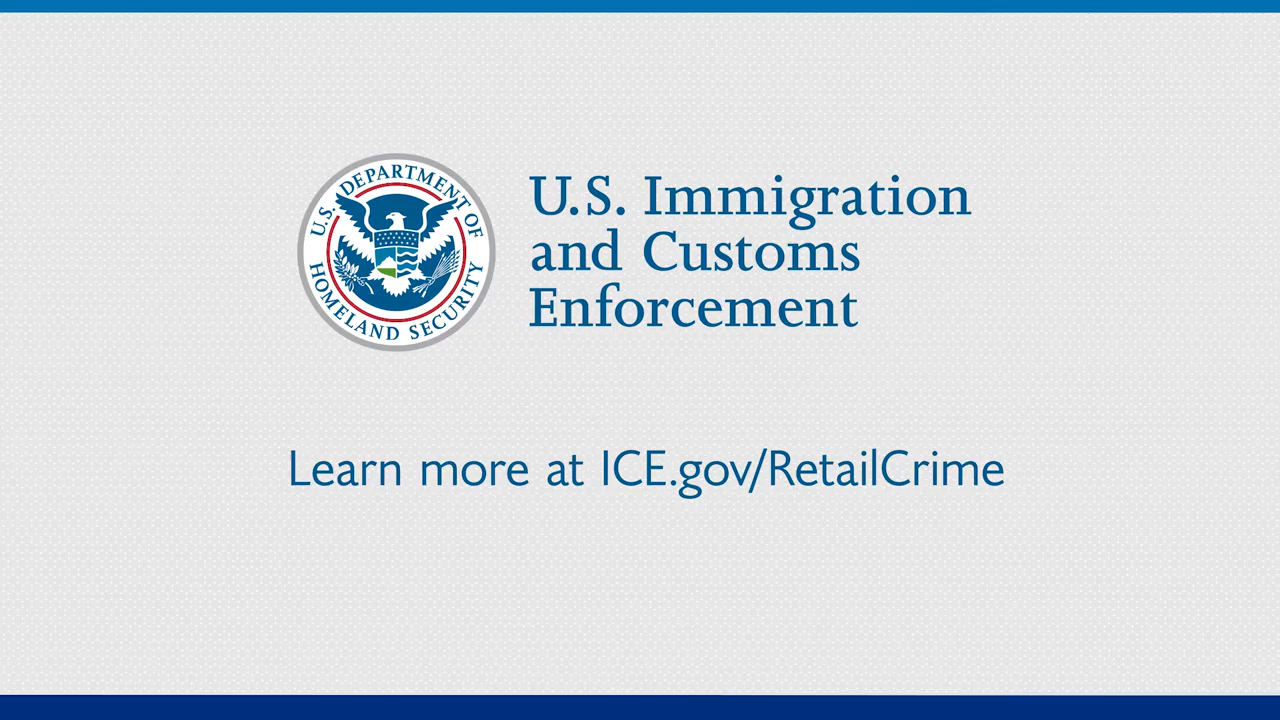 U.S. DEPARTMENT OF
HOMELAND SECURITY
U.S. Immigration
and Customs
Enforcement
Learn more at ICE.gov/RetailCrime